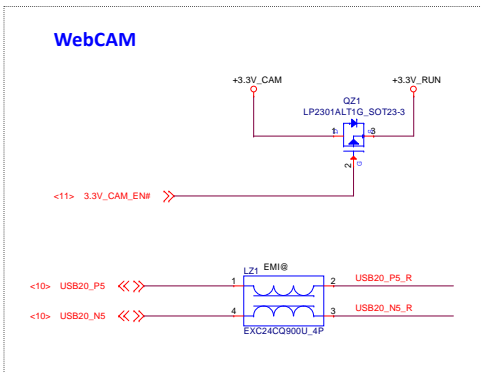 WebCAM
+3.3V_CAM
+3.3V_RUN
QZ1
LP2301ALT1G_SOT23-3
1
D
S
3
2
G
<11> 3.3V_CAM_EN#
LZ1
EMI@
<10> USB20_P5
1
2
USB20_P5_R
<10> USB20_N5
4
3
USB20_N5_R
EXC24CQ900U_4P